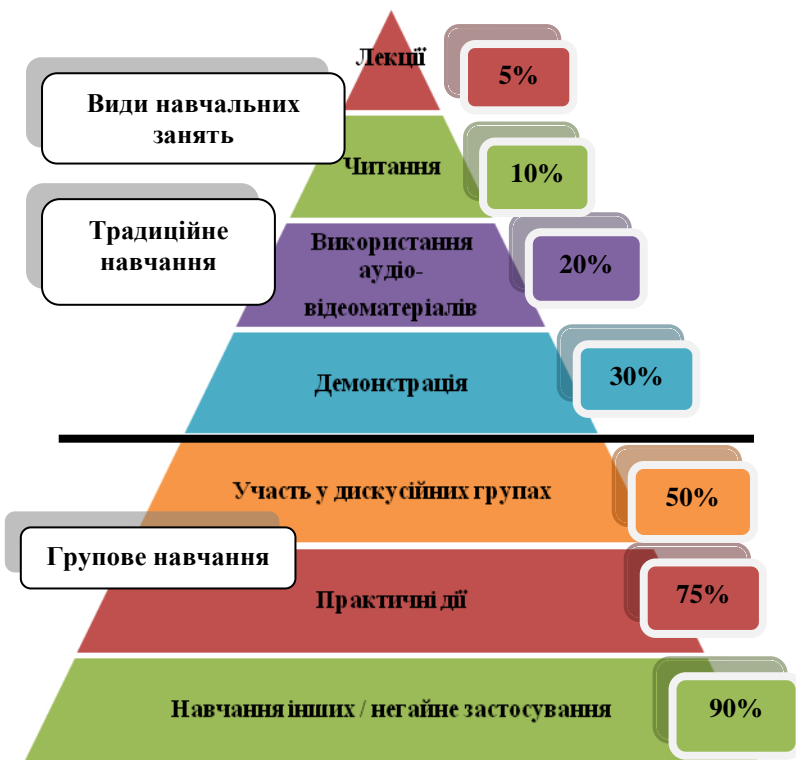 Лекції
5%
Види навчальних
занять
Читання
10%
Традиційне
навчання
Використання
аудіо-
відеоматеріалів
20%
Демонстрація
30%
Участь у дискусійних групах
50%
Групове навчання
Практичні дії
75%
Навчання інших / негайне застосування
90%